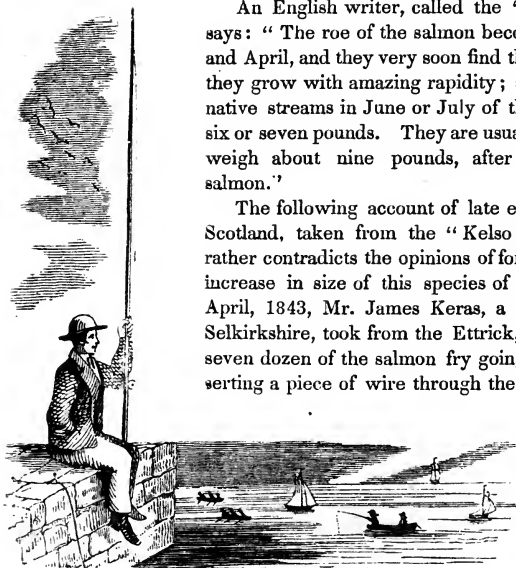 An English writer, called the "
says: " The roe of the salmon beco
and April, and they very soon find th
they grow with amazing rapidity;
native streams in June or July of th
six or seven pounds. They are usua
weigh about nine pounds, after
salmon."
The following account of late e
Scotland, taken from the " Kelso
rather contradicts the opinions of for
increase in size of this species of
April, 1843, Mr. James Keras, a
Selkirkshire, took from the Ettrick,
seven dozen of the salmon fry goin
serting a piece of wire through the